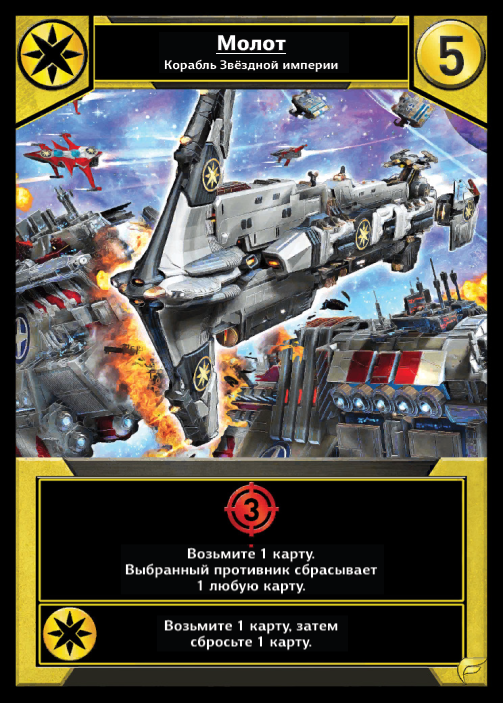 Молот
Корабль Звёздной империи
5
3
Возьмите 1 карту.
Выбранный противник сбрасывает
1 любую карту.
Возьмите 1 карту, затем
сбросьте 1 карту.